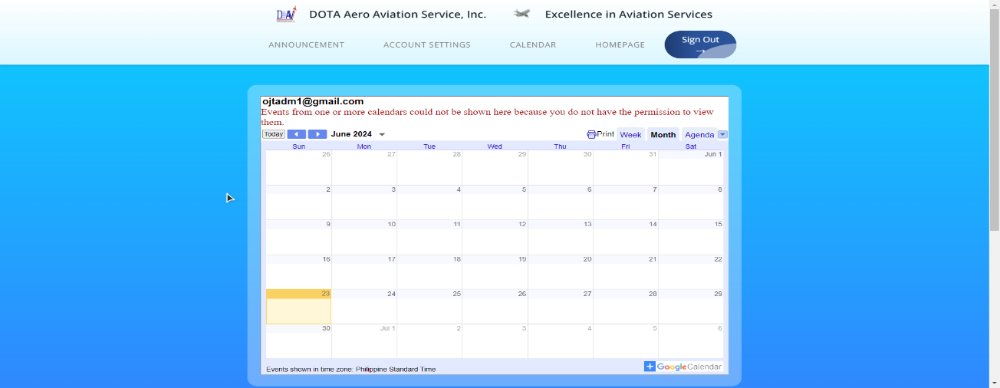 DAAI DOTA Aero Aviation Service, Inc. Excellence in Aviation Services
ANNOUNCEMENT ACCOUNT SETTINGS CALENDAR HOMEPAGE Sign Out →
ojtadm1@gmail.com
Events from one or more calendars could not be shown here because you do not have the permission to view
them.
Today June 2024 Print Week Month Agenda
Sun Mon Tue Wed Thu Fri Sat
26 27 28 29 30 31 Jun 1
2 3 4 5 6 7 8
9 10 11 12 13 14 15
16 17 18 19 20 21 22
23 24 25 26 27 28 29
30 Jul 1 2 3 4 5 6
Events shown in time zone: Philippine Standard Time + Google Calendar